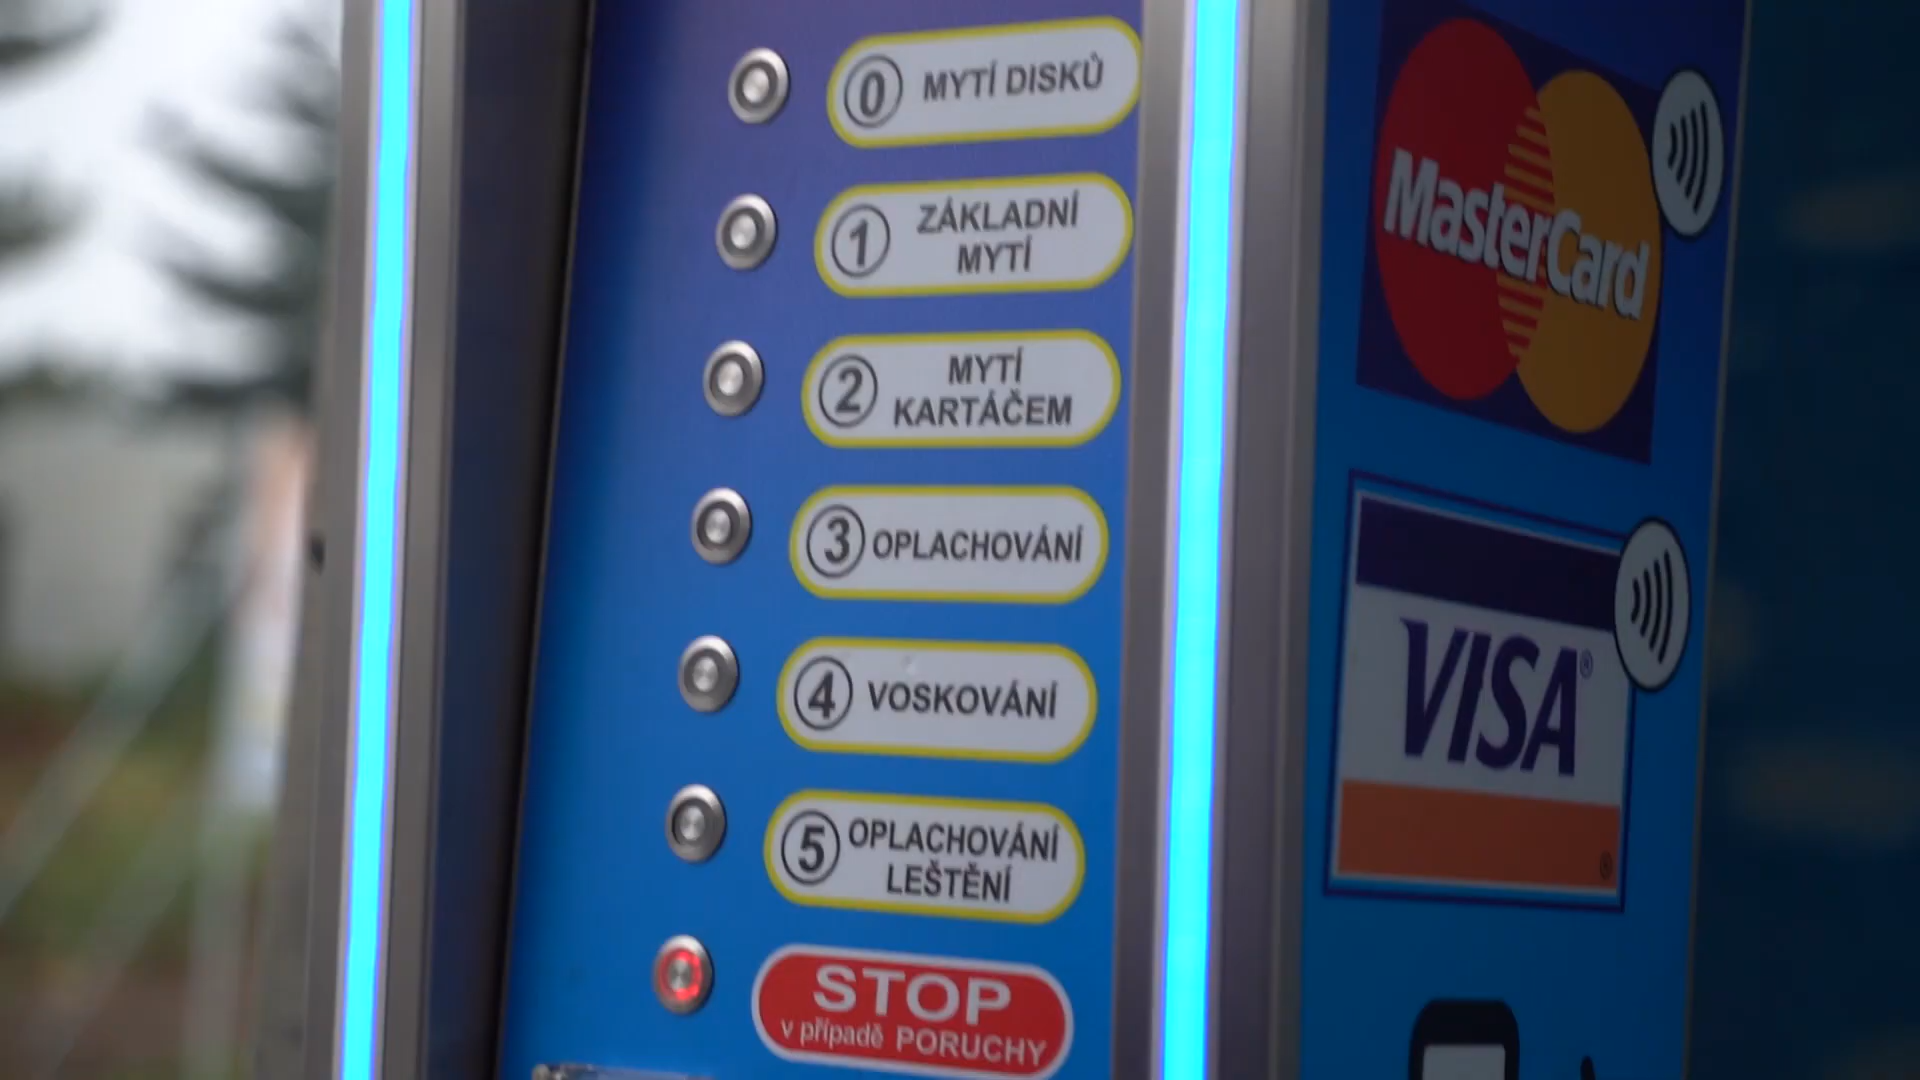 0 MYTÍ DISKŮ
1 ZÁKLADNÍ
MYTÍ
2 MYTÍ
KARTÁČEM
3 OPLACHOVÁNÍ
4 VOSKOVÁNÍ
5 OPLACHOVÁNÍ
LEŠTĚNÍ
STOP
v případě PORUCHY
MasterCard
VISA®